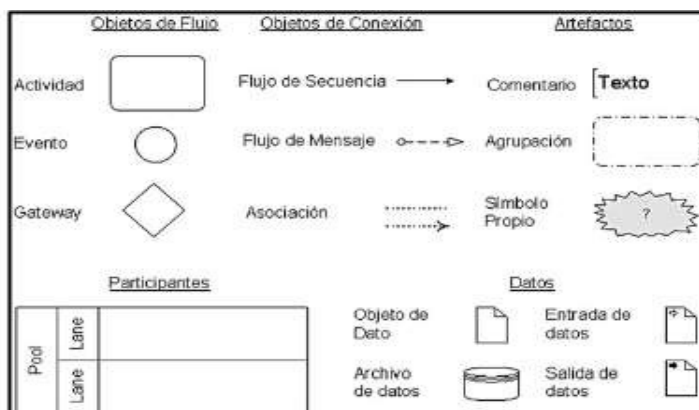 Objetos de Flujo
Objetos de Conexión
Artefactos
Actividad
Flujo de Secuencia
Comentario
Texto
Evento
Flujo de Mensaje
Agrupación
Gateway
Asociación
Símbolo
Propio
?
Participantes
Datos
Pool
Lane
Lane
Objeto de
Dato
Entrada de
datos
Archivo
de datos
Salida de
datos